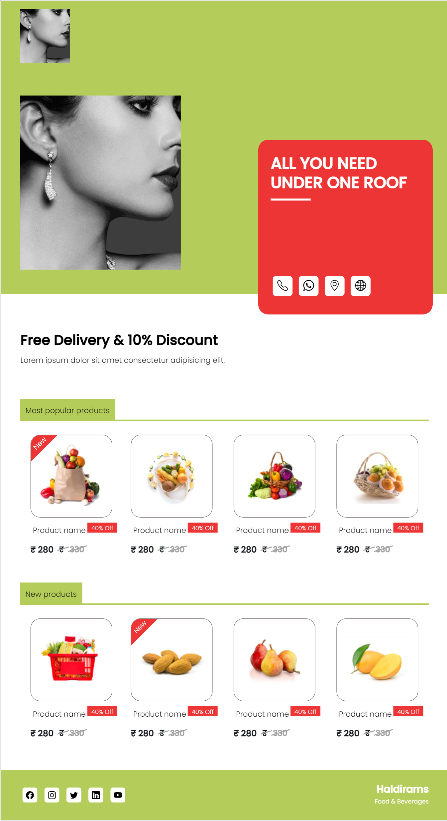 ALL YOU NEED
UNDER ONE ROOF
Free Delivery & 10% Discount
Lorem ipsum dolor sit amet consectetur adipisicing elit.
Most popular products
New
Product name 40% Off
₹ 280 ₹ 330
Product name 40% Off
₹ 280 ₹ 330
Product name 40% Off
₹ 280 ₹ 330
Product name 40% Off
₹ 280 ₹ 330
New products
Product name 40% Off
₹ 280 ₹ 330
New
Product name 40% Off
₹ 280 ₹ 330
Product name 40% Off
₹ 280 ₹ 330
Product name 40% Off
₹ 280 ₹ 330
Haldirams
Food & Beverages